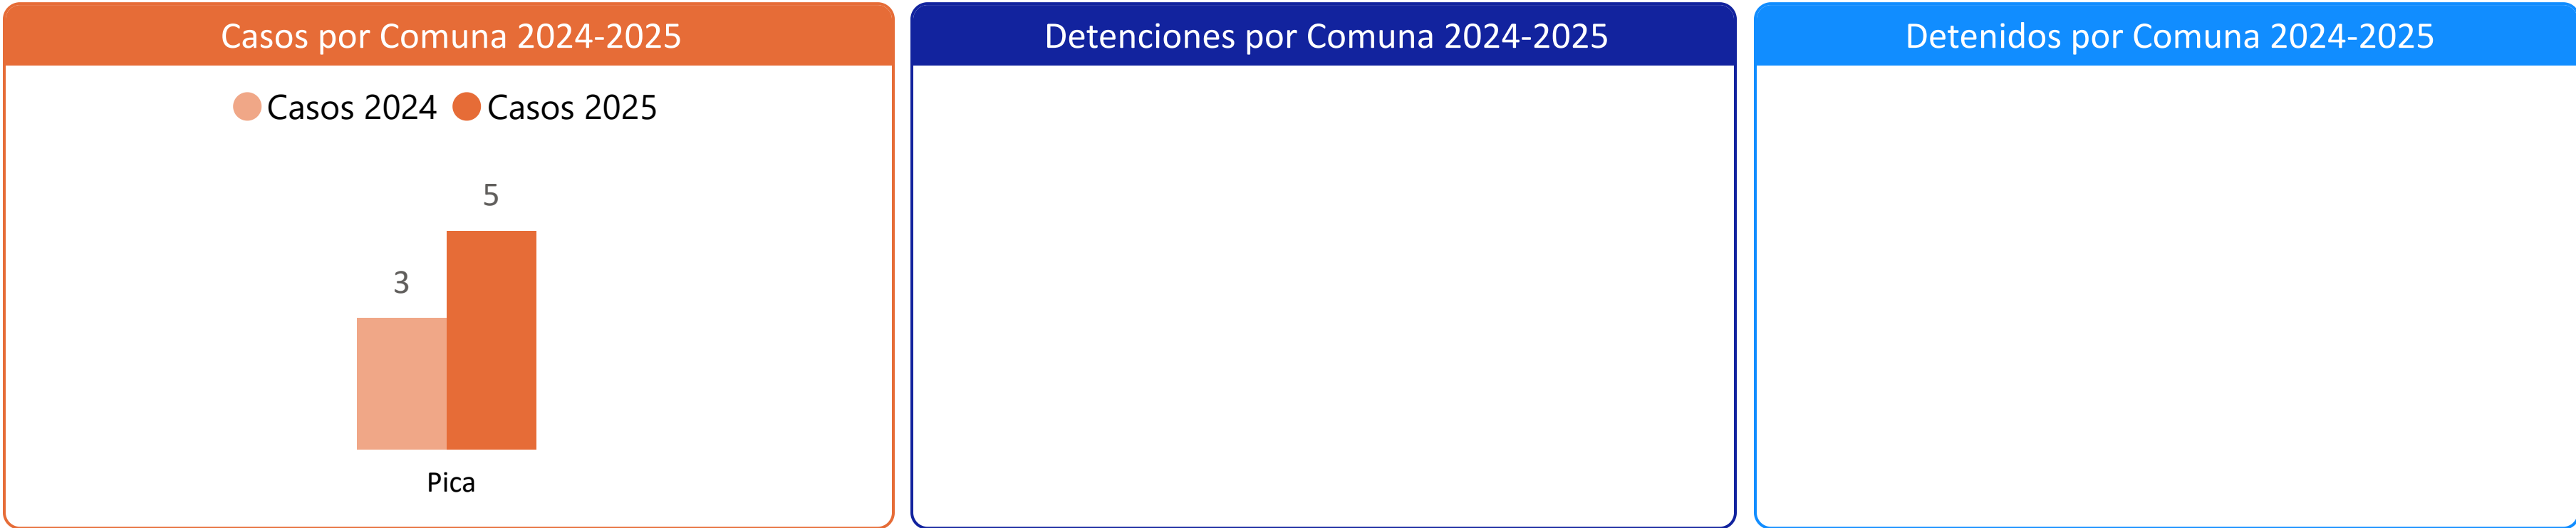 Casos por Comuna 2024-2025
Casos 2024 Casos 2025
5
3
Pica
Detenciones por Comuna 2024-2025
Detenidos por Comuna 2024-2025